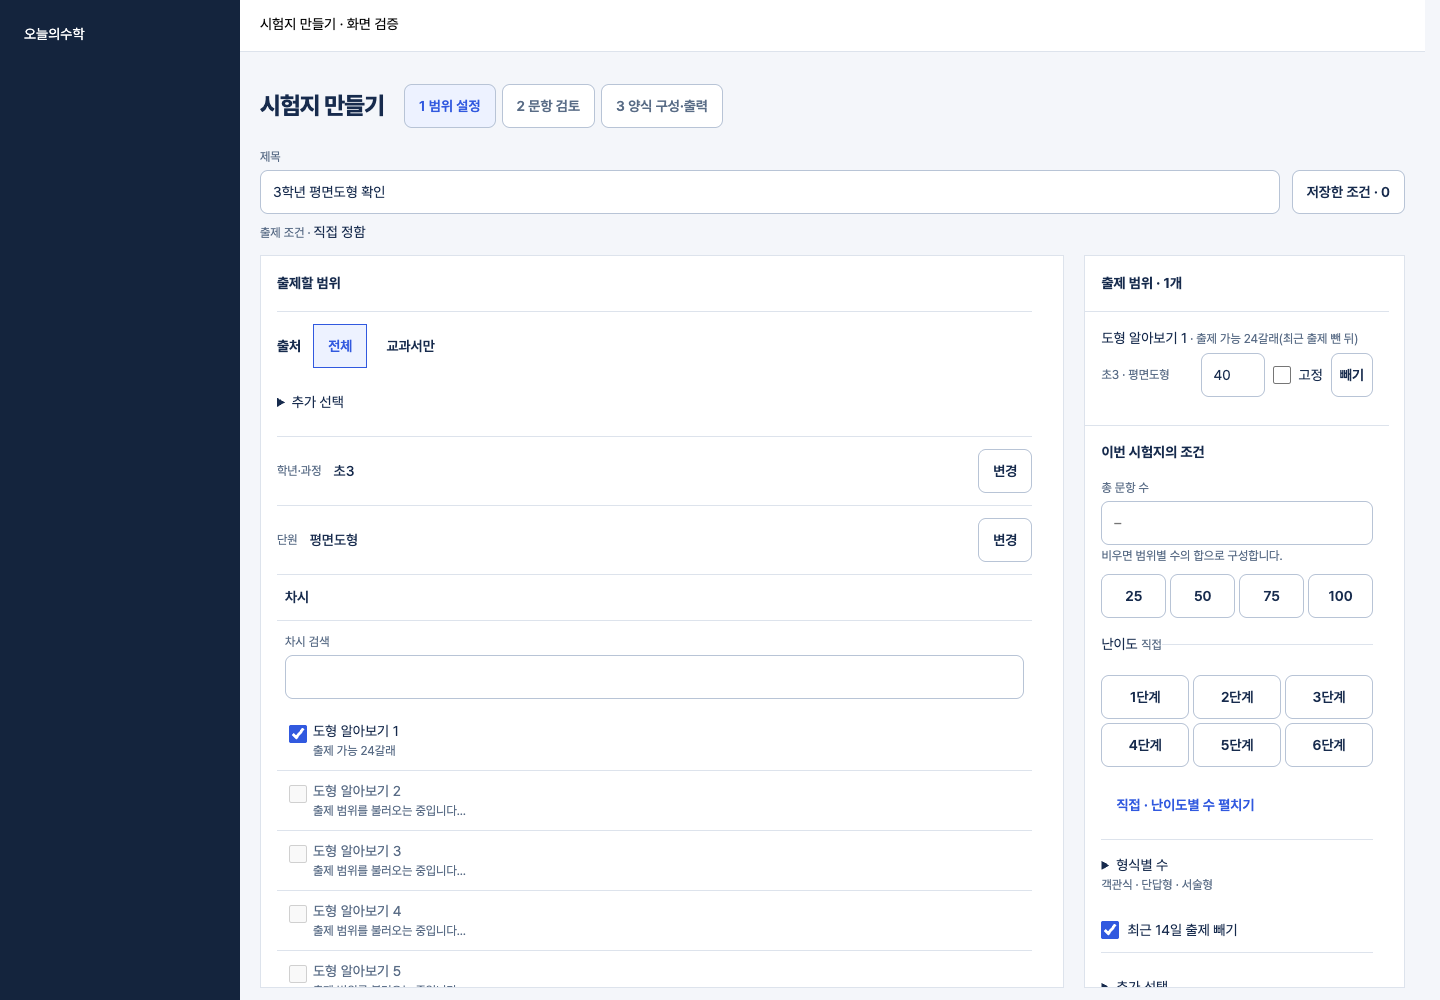 오늘의수학
시험지 만들기 · 화면 검증
시험지 만들기
1 범위 설정
2 문항 검토
3 양식 구성·출력
제목
3학년 평면도형 확인
저장한 조건 · 0
출제 조건 · 직접 정함
출제할 범위
출처
전체
교과서만
▶ 추가 선택
학년·과정 초3
변경
단원 평면도형
변경
차시
차시 검색
도형 알아보기 1
출제 가능 24갈래
도형 알아보기 2
출제 범위를 불러오는 중입니다...
도형 알아보기 3
출제 범위를 불러오는 중입니다...
도형 알아보기 4
출제 범위를 불러오는 중입니다...
도형 알아보기 5
출제 범위 · 1개
도형 알아보기 1 · 출제 가능 24갈래(최근 출제 뺀 뒤)
초3 · 평면도형
40
고정
빼기
이번 시험지의 조건
총 문항 수
–
비우면 범위별 수의 합으로 구성합니다.
25
50
75
100
난이도 직접
1단계
2단계
3단계
4단계
5단계
6단계
직접 · 난이도별 수 펼치기
▶ 형식별 수
객관식 · 단답형 · 서술형
최근 14일 출제 빼기